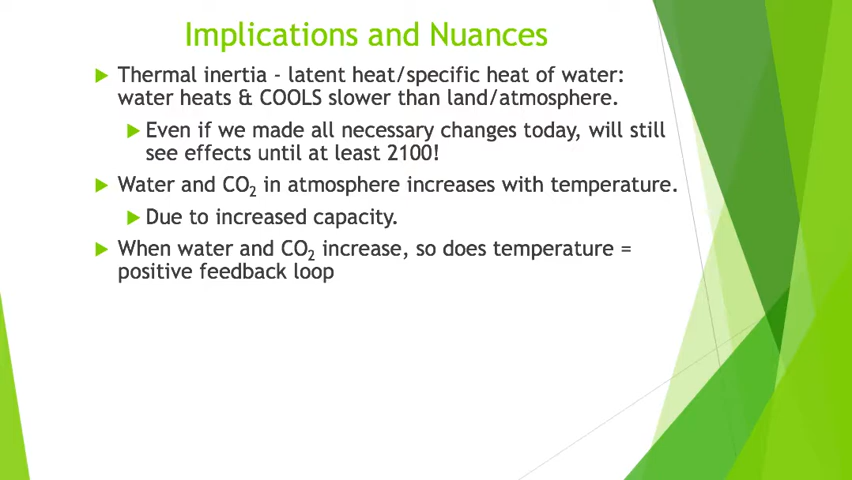 Implications and Nuances
Thermal inertia - latent heat/specific heat of water:
water heats & COOLS slower than land/atmosphere.
Even if we made all necessary changes today, will still
see effects until at least 2100!
Water and CO₂ in atmosphere increases with temperature.
Due to increased capacity.
When water and CO₂ increase, so does temperature =
positive feedback loop